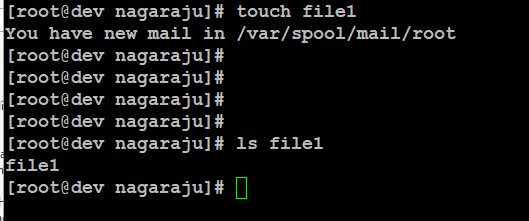 [root@dev nagaraju]# touch file1
You have new mail in /var/spool/mail/root
[root@dev nagaraju]#
[root@dev nagaraju]#
[root@dev nagaraju]#
[root@dev nagaraju]#
[root@dev nagaraju]# ls file1
file1
[root@dev nagaraju]#